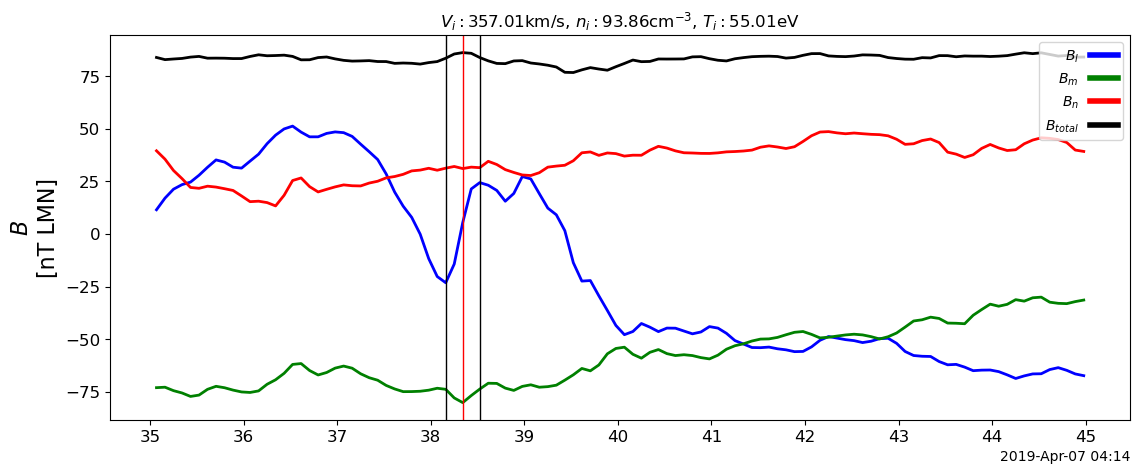 V_i : 357.01km/s, n_i : 93.86cm⁻³, T_i : 55.01eV
B
[nT LMN]
75
50
25
0
−25
−50
−75
B_l
B_m
B_n
B_total
35 36 37 38 39 40 41 42 43 44 45
2019-Apr-07 04:14